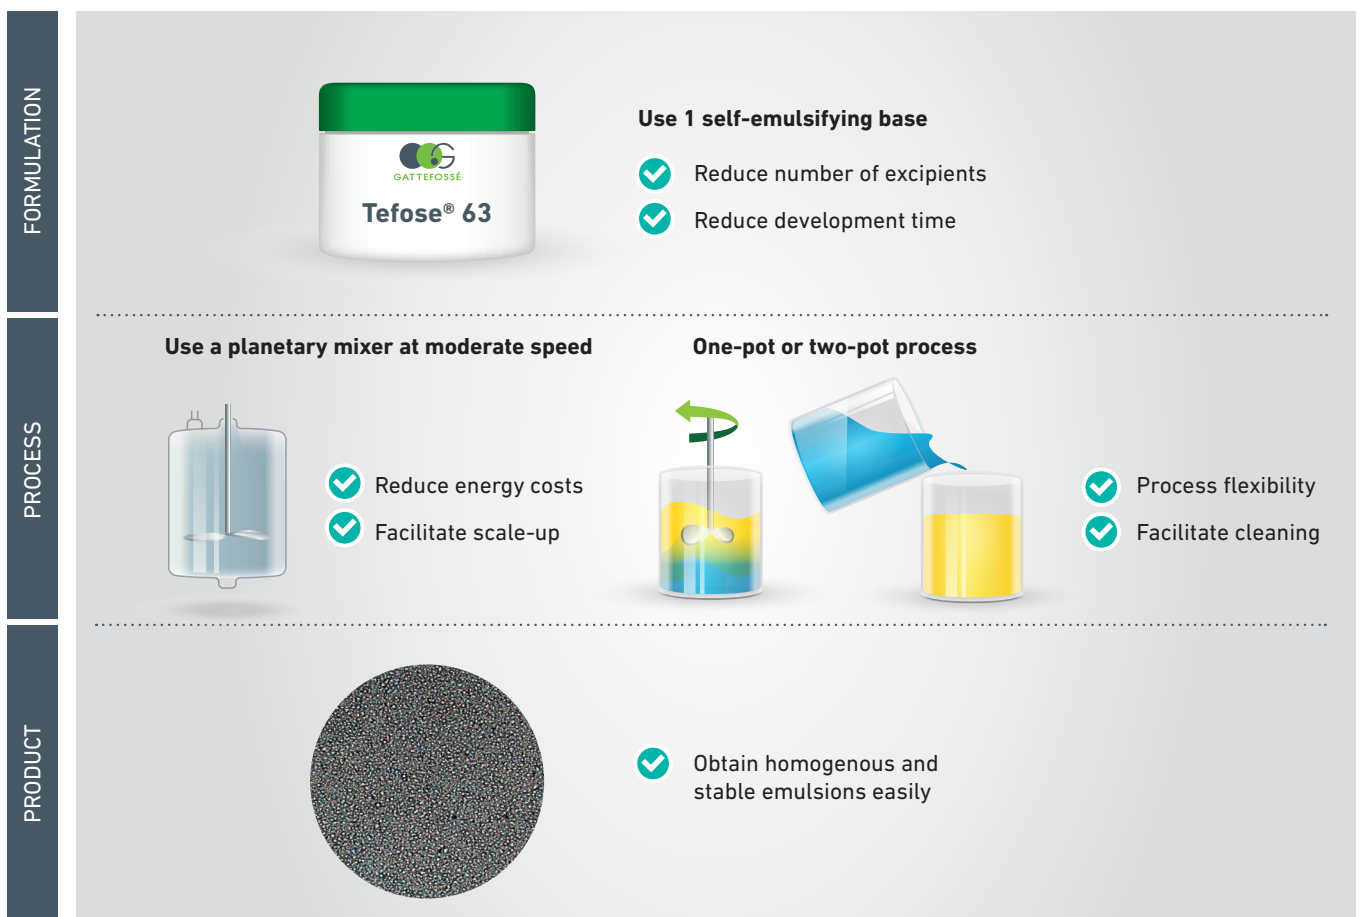 FORMULATION
GATTEFOSSÉ
Tefose® 63
Use 1 self-emulsifying base
Reduce number of excipients
Reduce development time
PROCESS
Use a planetary mixer at moderate speed
Reduce energy costs
Facilitate scale-up
One-pot or two-pot process
Process flexibility
Facilitate cleaning
PRODUCT
Obtain homogenous and
stable emulsions easily